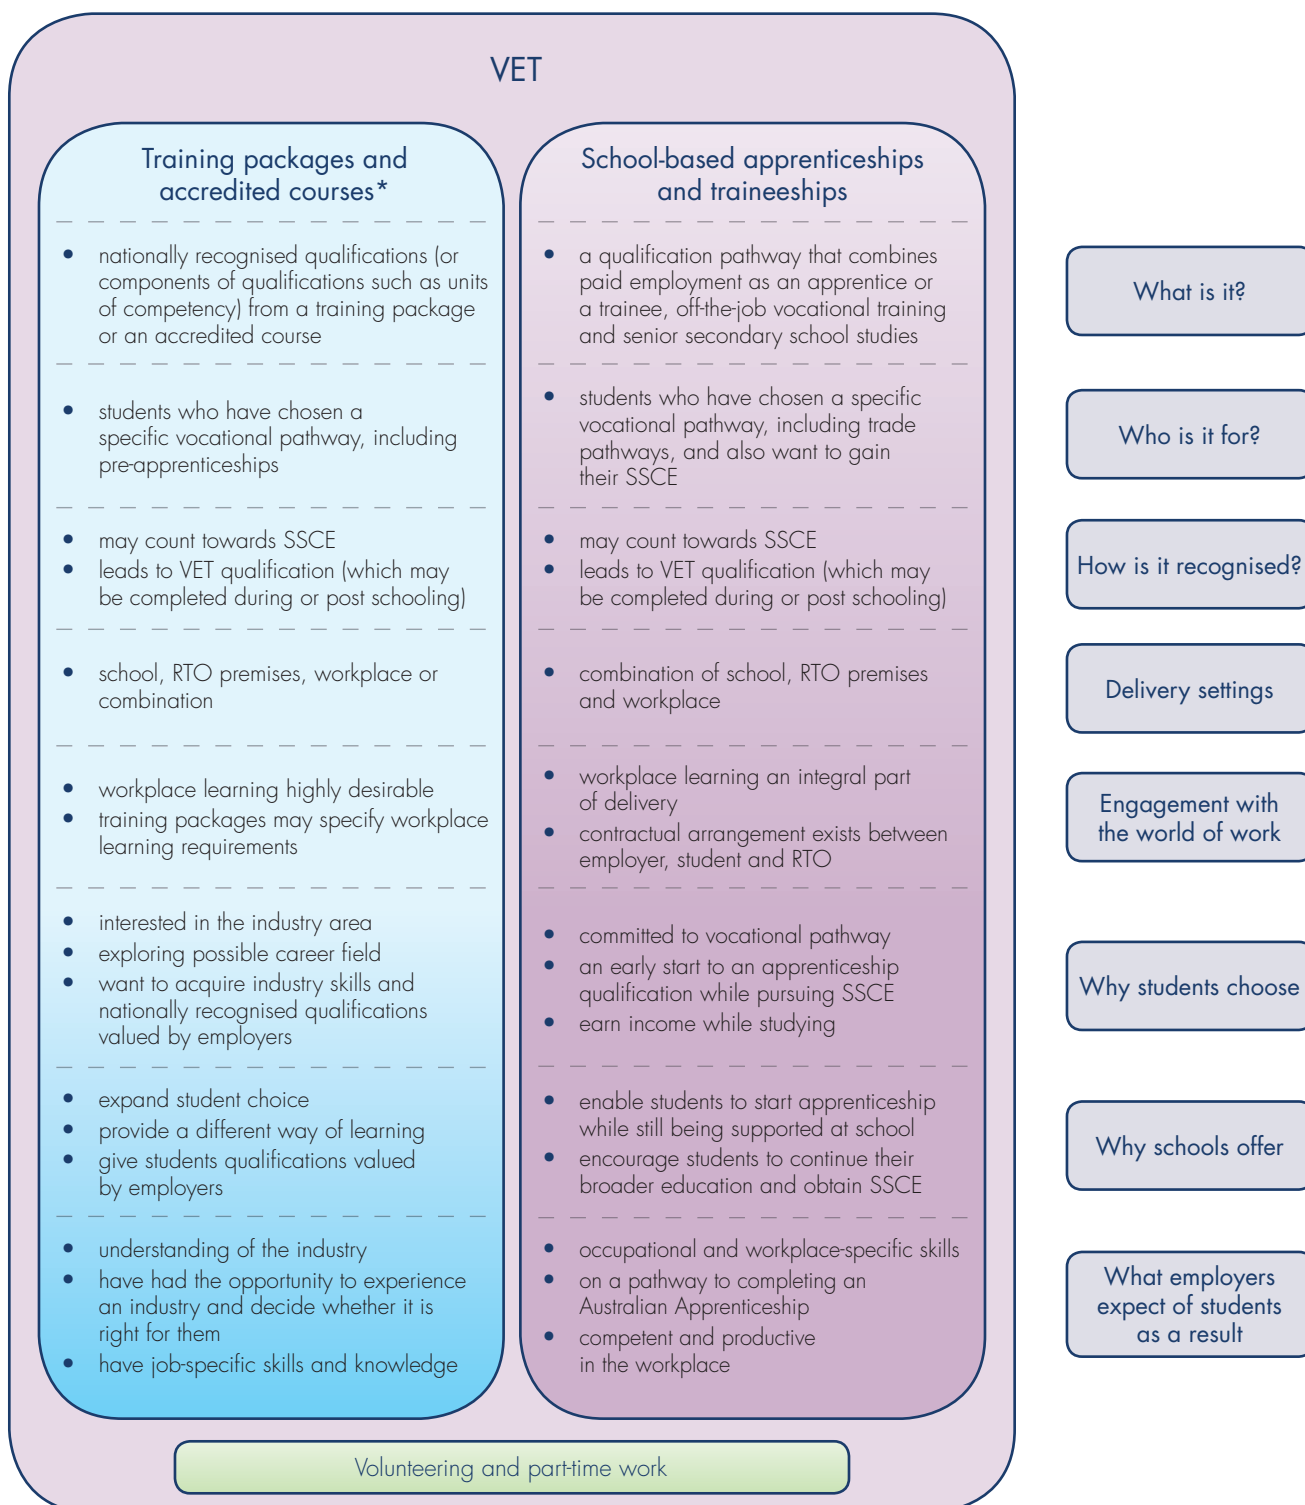 VET
Training packages and
accredited courses*
• nationally recognised qualifications (or
components of qualifications such as units
of competency) from a training package
or an accredited course
• students who have chosen a
specific vocational pathway, including
pre-apprenticeships
• may count towards SSCE
• leads to VET qualification (which may
be completed during or post schooling)
• school, RTO premises, workplace or
combination
• workplace learning highly desirable
• training packages may specify workplace
learning requirements
• interested in the industry area
• exploring possible career field
• want to acquire industry skills and
nationally recognised qualifications
valued by employers
• expand student choice
• provide a different way of learning
• give students qualifications valued
by employers
• understanding of the industry
• have had the opportunity to experience
an industry and decide whether it is
right for them
• have job-specific skills and knowledge
School-based apprenticeships
and traineeships
• a qualification pathway that combines
paid employment as an apprentice or
a trainee, off-the-job vocational training
and senior secondary school studies
• students who have chosen a specific
vocational pathway, including trade
pathways, and also want to gain
their SSCE
• may count towards SSCE
• leads to VET qualification (which may
be completed during or post schooling)
• combination of school, RTO premises
and workplace
• workplace learning an integral part
of delivery
• contractual arrangement exists between
employer, student and RTO
• committed to vocational pathway
• an early start to an apprenticeship
qualification while pursuing SSCE
• earn income while studying
• enable students to start apprenticeship
while still being supported at school
• encourage students to continue their
broader education and obtain SSCE
• occupational and workplace-specific skills
• on a pathway to completing an
Australian Apprenticeship
• competent and productive
in the workplace
What is it?
Who is it for?
How is it recognised?
Delivery settings
Engagement with
the world of work
Why students choose
Why schools offer
What employers
expect of students
as a result
Volunteering and part-time work